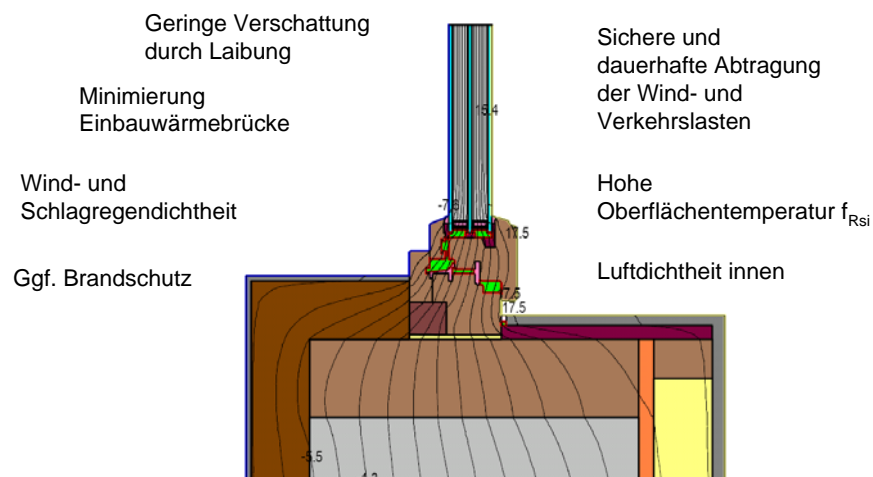 Geringe Verschattung
durch Laibung
Minimierung
Einbauwärmebrücke
Wind- und
Schlagregendichtheit
Ggf. Brandschutz
Sichere und
dauerhafte Abtragung
der Wind- und
Verkehrslasten
Hohe
Oberflächentemperatur fRsi
Luftdichtheit innen
15.4
17.5
17.5
-5.5